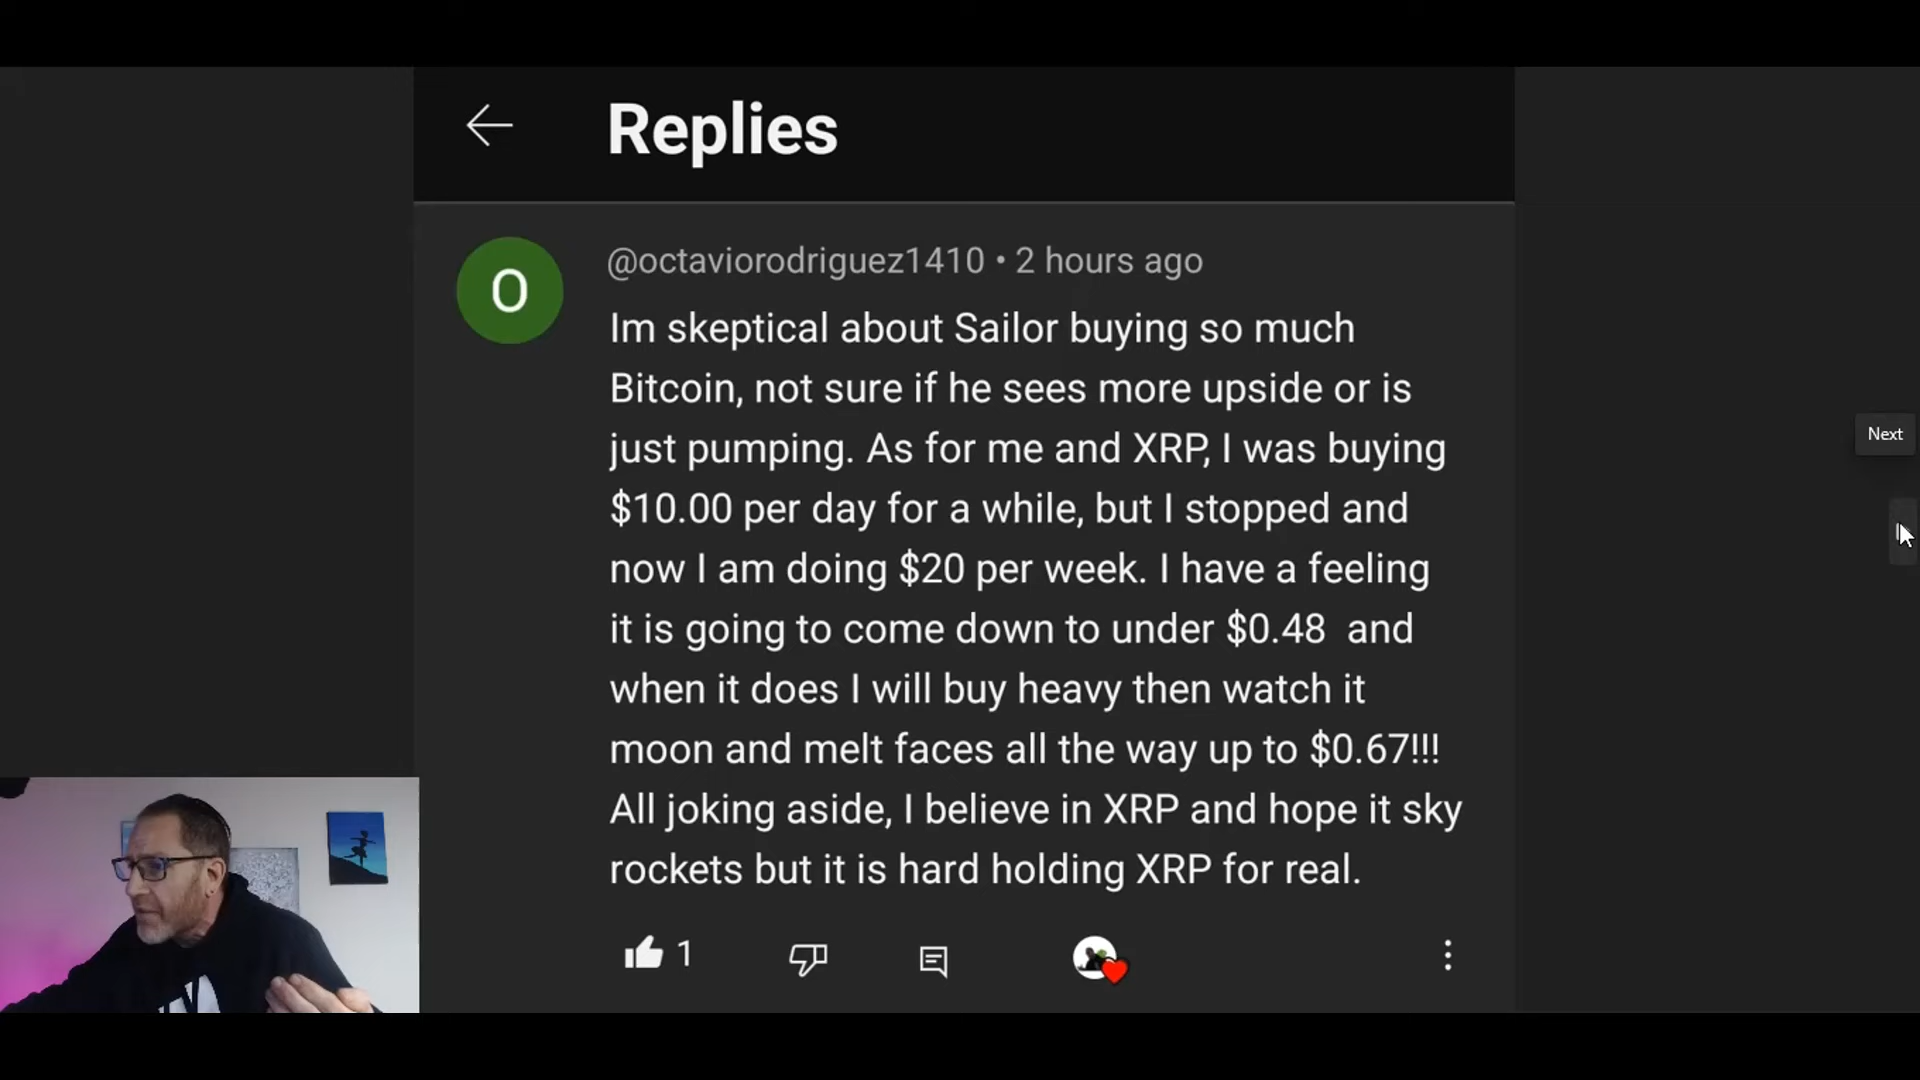 Replies
O
@octaviorodriguez1410 • 2 hours ago
Im skeptical about Sailor buying so much
Bitcoin, not sure if he sees more upside or is
just pumping. As for me and XRP, I was buying
$10.00 per day for a while, but I stopped and
now I am doing $20 per week. I have a feeling
it is going to come down to under $0.48 and
when it does I will buy heavy then watch it
moon and melt faces all the way up to $0.67!!!
All joking aside, I believe in XRP and hope it sky
rockets but it is hard holding XRP for real.
1
Next